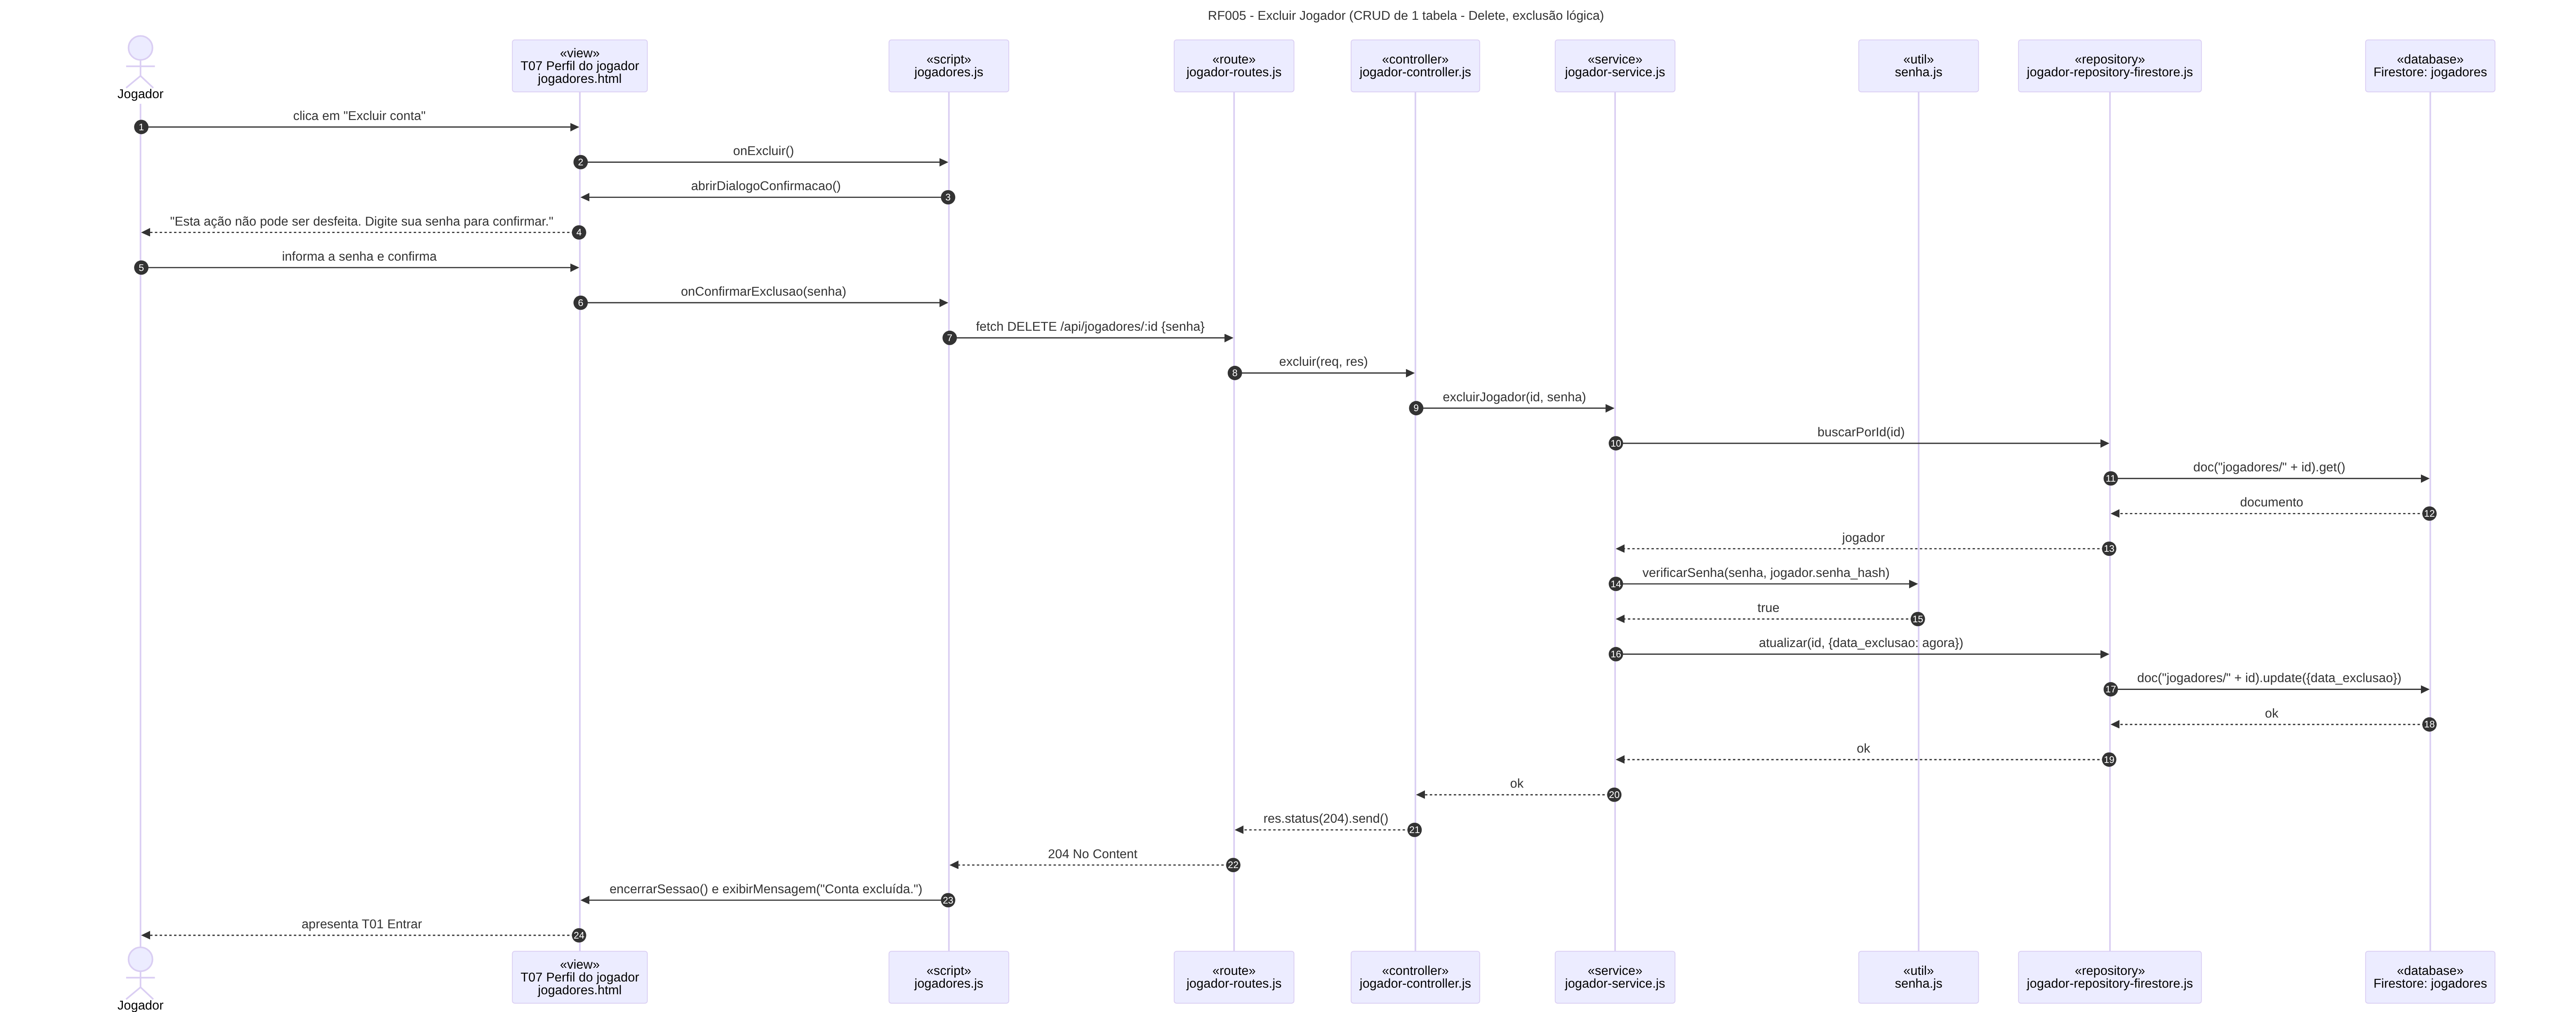 RF005 - Excluir Jogador (CRUD de 1 tabela - Delete, exclusão lógica)
Jogador
«view»
T07 Perfil do jogador
jogadores.html
«script»
jogadores.js
«route»
jogador-routes.js
«controller»
jogador-controller.js
«service»
jogador-service.js
«util»
senha.js
«repository»
jogador-repository-firestore.js
«database»
Firestore: jogadores
clica em "Excluir conta"
1
onExcluir()
2
abrirDialogoConfirmacao()
3
"Esta ação não pode ser desfeita. Digite sua senha para confirmar."
4
informa a senha e confirma
5
onConfirmarExclusao(senha)
6
fetch DELETE /api/jogadores/:id {senha}
7
excluir(req, res)
8
excluirJogador(id, senha)
9
buscarPorId(id)
10
doc("jogadores/" + id).get()
11
documento
12
jogador
13
verificarSenha(senha, jogador.senha_hash)
14
true
15
atualizar(id, {data_exclusao: agora})
16
doc("jogadores/" + id).update({data_exclusao})
17
ok
18
ok
19
ok
20
res.status(204).send()
21
204 No Content
22
encerrarSessao() e exibirMensagem("Conta excluída.")
23
apresenta T01 Entrar
24
Jogador
«view»
T07 Perfil do jogador
jogadores.html
«script»
jogadores.js
«route»
jogador-routes.js
«controller»
jogador-controller.js
«service»
jogador-service.js
«util»
senha.js
«repository»
jogador-repository-firestore.js
«database»
Firestore: jogadores